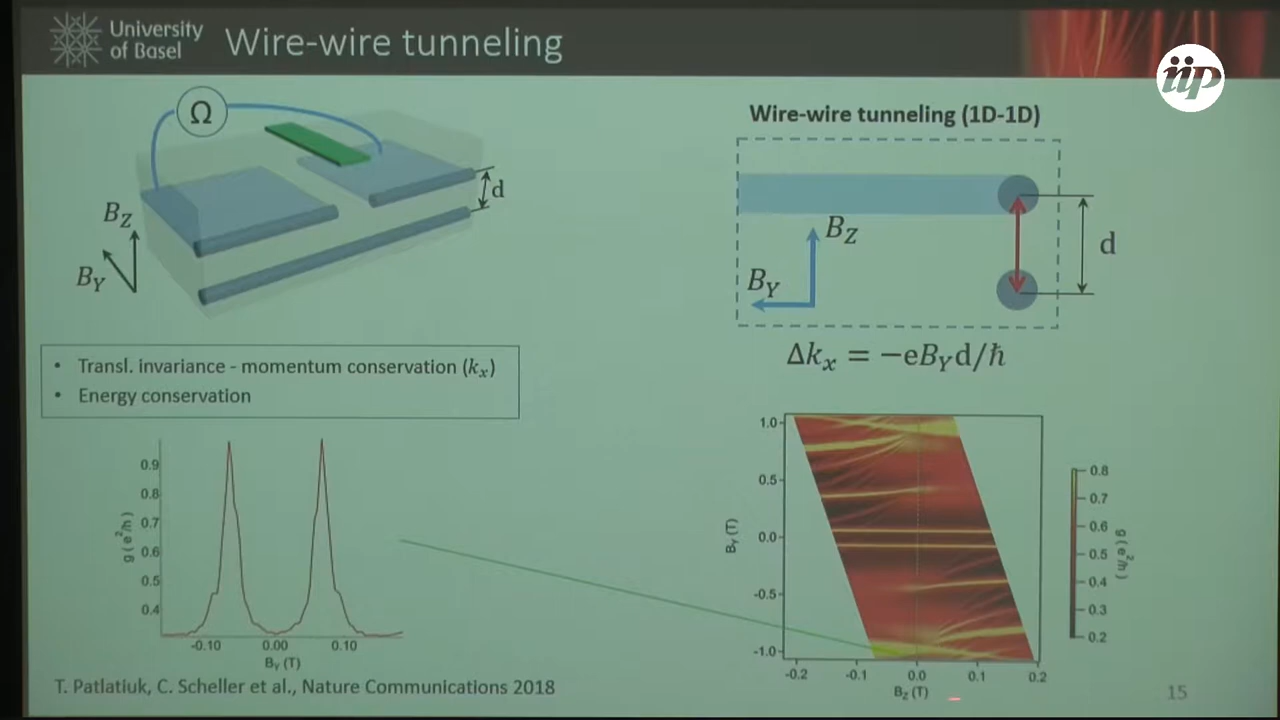 University of Basel
Wire-wire tunneling
iip
Ω
d
B_Z
B_Y
Wire-wire tunneling (1D-1D)
B_Z
B_Y
d
Δk_x = −eB_Yd/ħ
• Transl. invariance - momentum conservation (k_x)
• Energy conservation
g (e²/h)
0.9
0.8
0.7
0.6
0.5
0.4
-0.10 0.00 0.10
B_Y (T)
B_Y (T)
1.0
0.5
0.0
-0.5
-1.0
-0.2 -0.1 0.0 0.1 0.2
B_Z (T)
0.8
0.7
0.6
0.5
0.4
0.3
0.2
g (e²/h)
T. Patlatiuk, C. Scheller et al., Nature Communications 2018
15